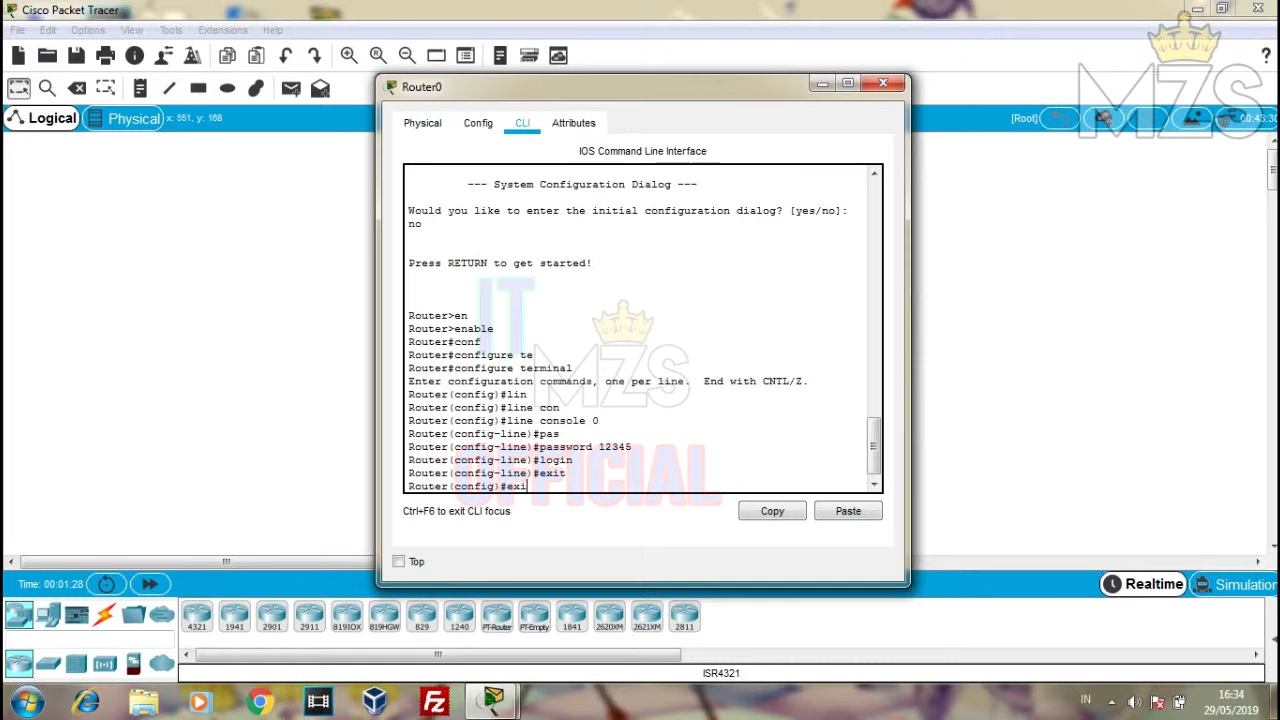 Cisco Packet Tracer
File Edit Options View Tools Extensions Help
MZS
Logical Physical x: 551, y: 168 [Root]
Router0
Physical Config CLI Attributes
IOS Command Line Interface
--- System Configuration Dialog ---
Would you like to enter the initial configuration dialog? [yes/no]:
no
Press RETURN to get started!
IT
Router>en
Router>enable
Router#conf
Router#configure te
Router#configure terminal
MZS
Enter configuration commands, one per line.  End with CNTL/Z.
Router(config)#lin
Router(config)#line con
Router(config)#line console 0
Router(config-line)#pas
Router(config-line)#password 12345
Router(config-line)#login
Router(config-line)#exit
Router(config)#exi
OFFICIAL
Ctrl+F6 to exit CLI focus Copy Paste
Top
Time: 00:01:28 Realtime Simulation
4321 1941 2901 2911 819IOX 819HGW 829 1240 PT-Router PT-Empty 1841 2620XM 2621XM 2811
ISR4321
IN 16:34
29/05/2019